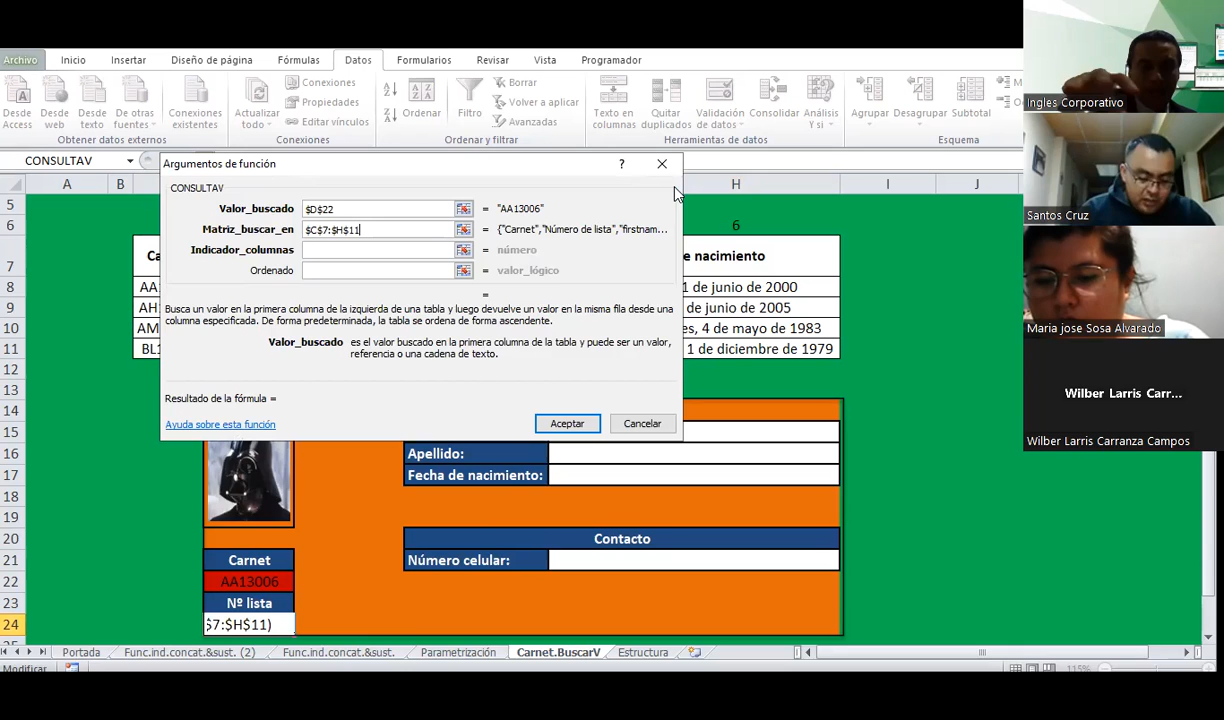 Archivo Inicio Insertar Diseño de página Fórmulas Datos Formularios Revisar Vista Programador
Desde Access
Desde web
Desde texto
De otras fuentes
Conexiones existentes
Obtener datos externos
Actualizar todo
Conexiones
Propiedades
Editar vínculos
Conexiones
Ordenar
Filtro
Borrar
Volver a aplicar
Avanzadas
Ordenar y filtrar
Texto en columnas
Quitar duplicados
Validación de datos
Consolidar
Análisis Y si
Herramientas de datos
Agrupar
Desagrupar
Subtotal
Esquema
CONSULTAV
A B H I J
5
6 6
7 Ca e nacimiento
8 AA 1 de junio de 2000
9 AH 1 de junio de 2005
10 AM es, 4 de mayo de 1983
11 BL1 1 de diciembre de 1979
12
13
14
15
16 Apellido:
17 Fecha de nacimiento:
18
19
20 Contacto
21 Carnet Número celular:
22 AA13006
23 Nº lista
24 $7:$H$11)
Argumentos de función ?
CONSULTAV
Valor_buscado $D$22 = "AA13006"
Matriz_buscar_en $C$7:$H$11 = {"Carnet","Número de lista","firstnam...
Indicador_columnas = número
Ordenado = valor_lógico
=
Busca un valor en la primera columna de la izquierda de una tabla y luego devuelve un valor en la misma fila desde una
columna especificada. De forma predeterminada, la tabla se ordena de forma ascendente.
Valor_buscado es el valor buscado en la primera columna de la tabla y puede ser un valor,
referencia o una cadena de texto.
Resultado de la fórmula =
Ayuda sobre esta función Aceptar Cancelar
Portada Func.ind.concat.&sust. (2) Func.ind.concat.&sust. Parametrización Carnet.BuscarV Estructura
Modificar 115%
Ingles Corporativo
Santos Cruz
Maria jose Sosa Alvarado
Wilber Larris Carr...
Wilber Larris Carranza Campos